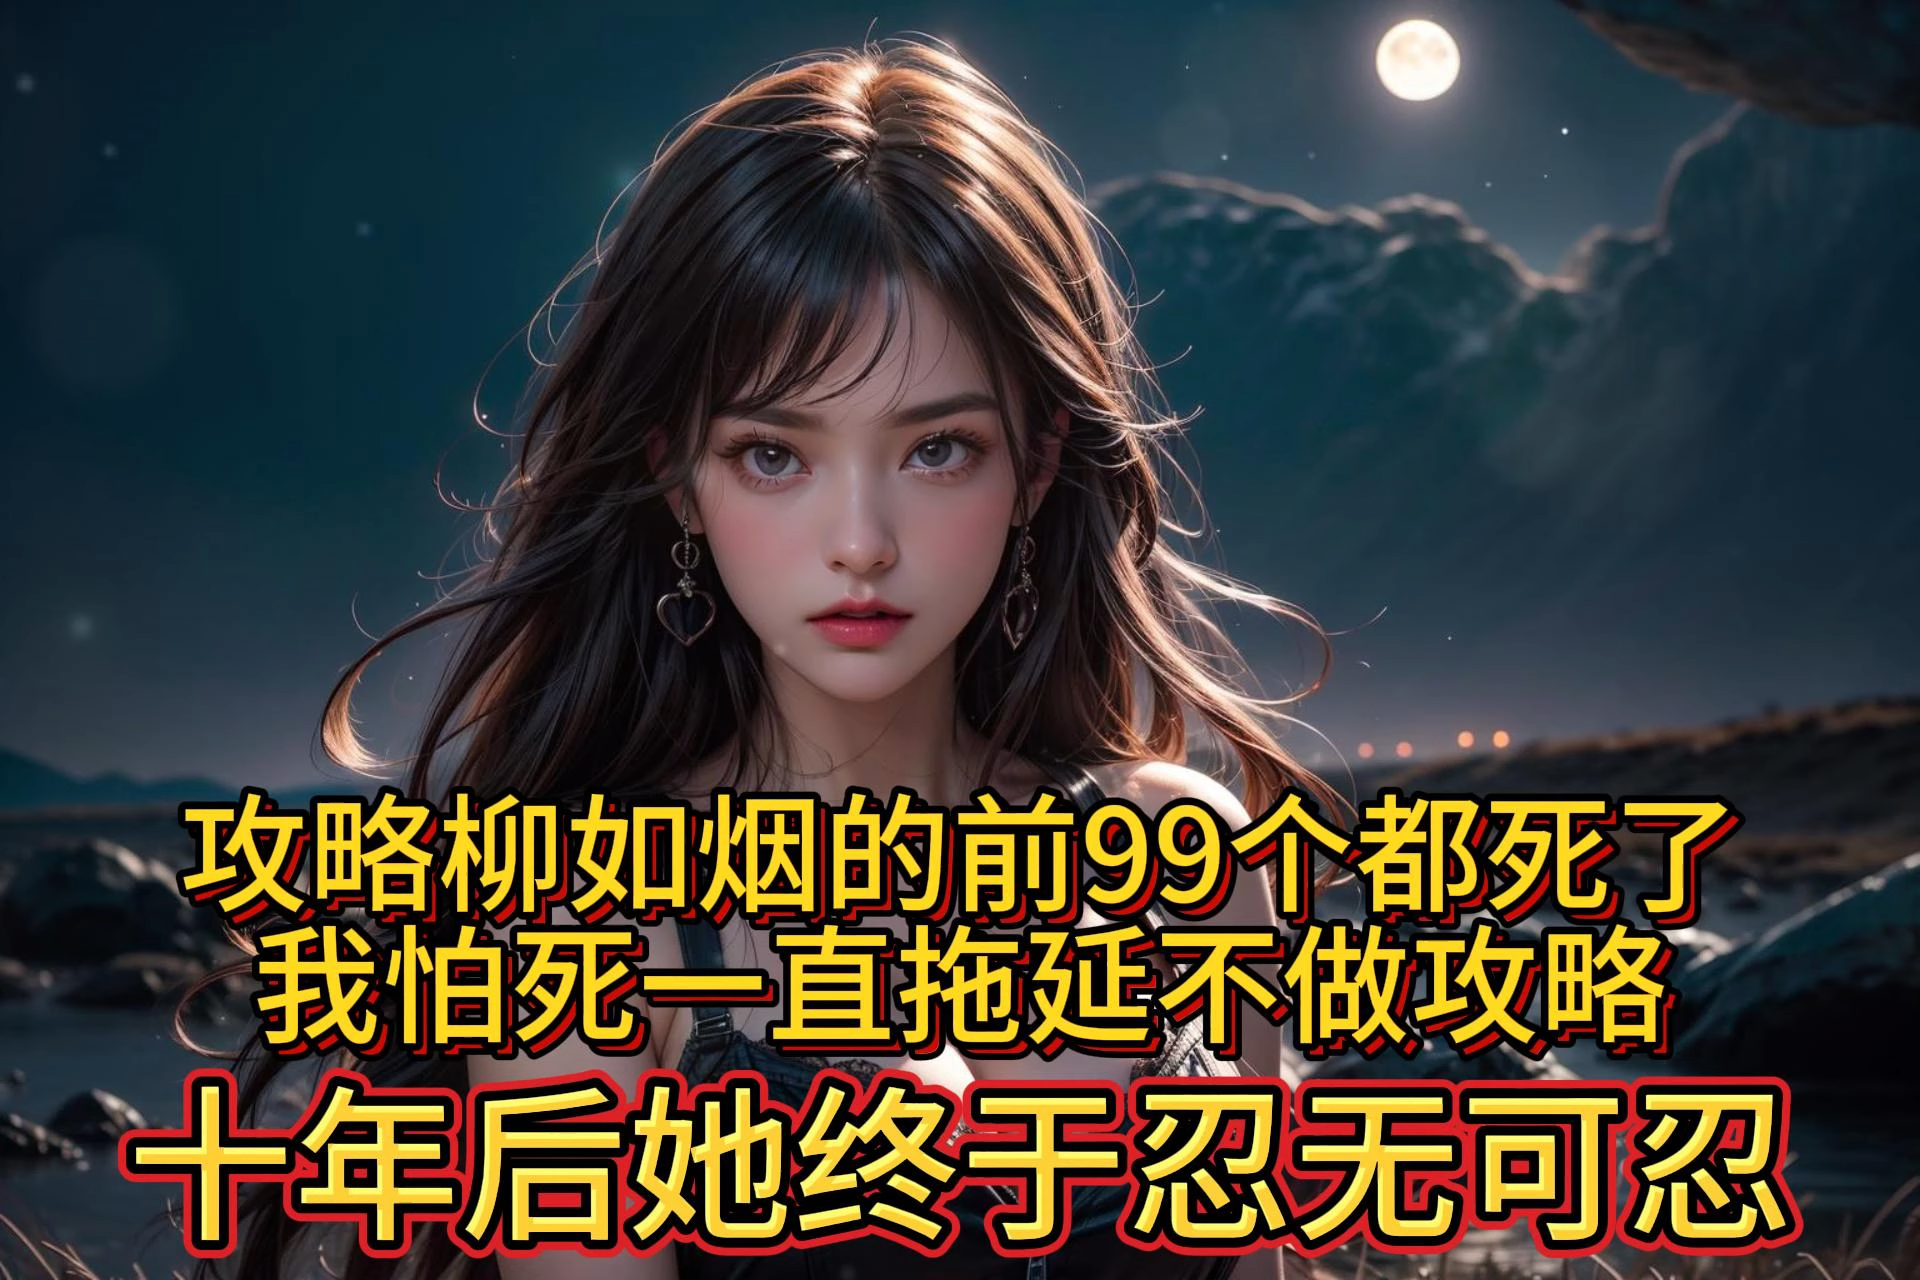 攻略柳如烟的前99个都死了
我怕死一直拖延不做攻略
十年后她终于忍无可忍